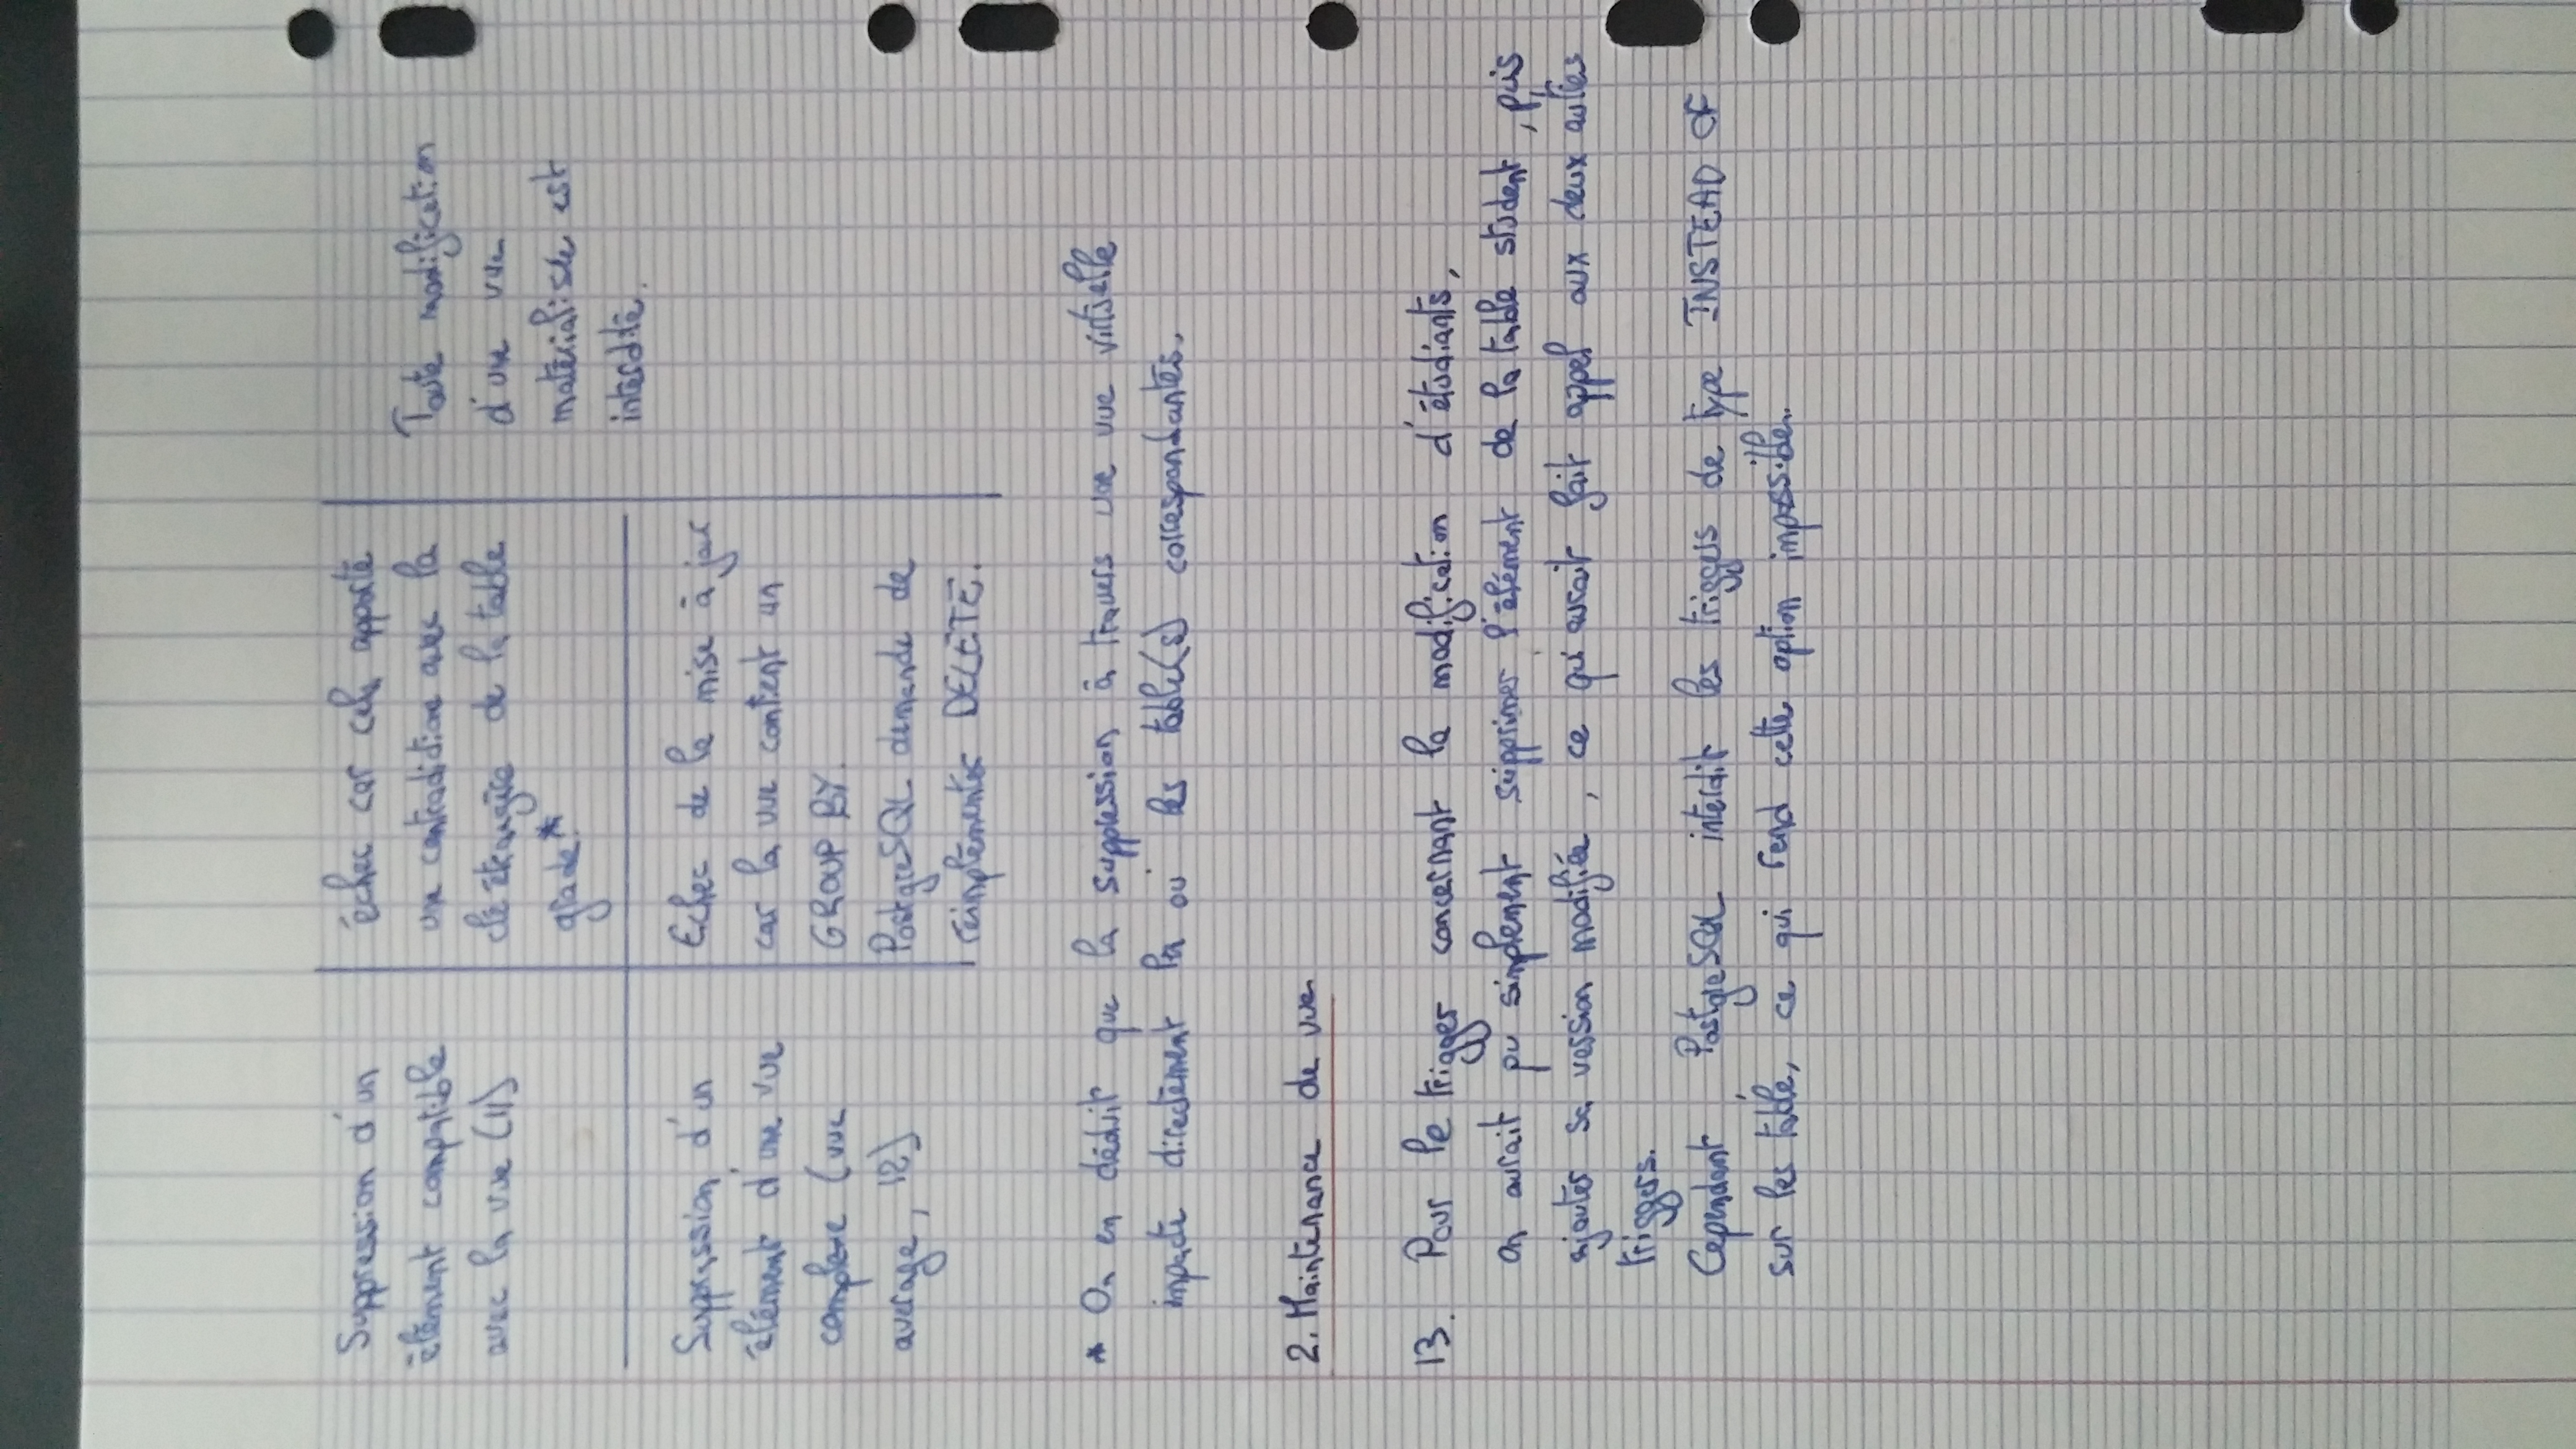 Suppression d'un
élément compatible
avec la vue (11)
échec car cela apporte
une contradiction avec la
clé étrangère de la table
grade.*
Toute modification
d'une vue
matérialisée est
interdite.
Suppression d'un
élément d'une vue
complexe (vue
average, 12)
Echec de la mise à jour
car la vue contient un
GROUP BY.
PostgreSQL demande de
réimplémenter DELETE.
* On en déduit que la suppression à travers une vue virtuelle
impacte directement la ou les table(s) correspondantes.
2. Maintenance de vue
13. Pour le trigger concernant la modification d'étudiants,
on aurait pu simplement supprimer l'élément de la table student, puis
ajouter sa version modifiée, ce qui aurait fait appel aux deux autres
triggers.
Cependant, PostgreSQL interdit les triggers de type INSTEAD OF
sur les table, ce qui rend cette option impossible.